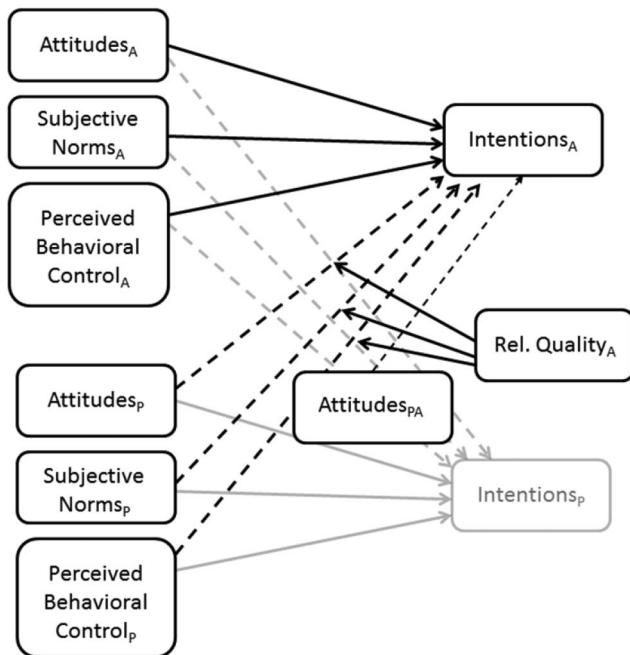 Attitudes_A
Subjective
Norms_A
Perceived
Behavioral
Control_A
Intentions_A
Rel. Quality_A
Attitudes_P
Attitudes_PA
Subjective
Norms_P
Intentions_P
Perceived
Behavioral
Control_P